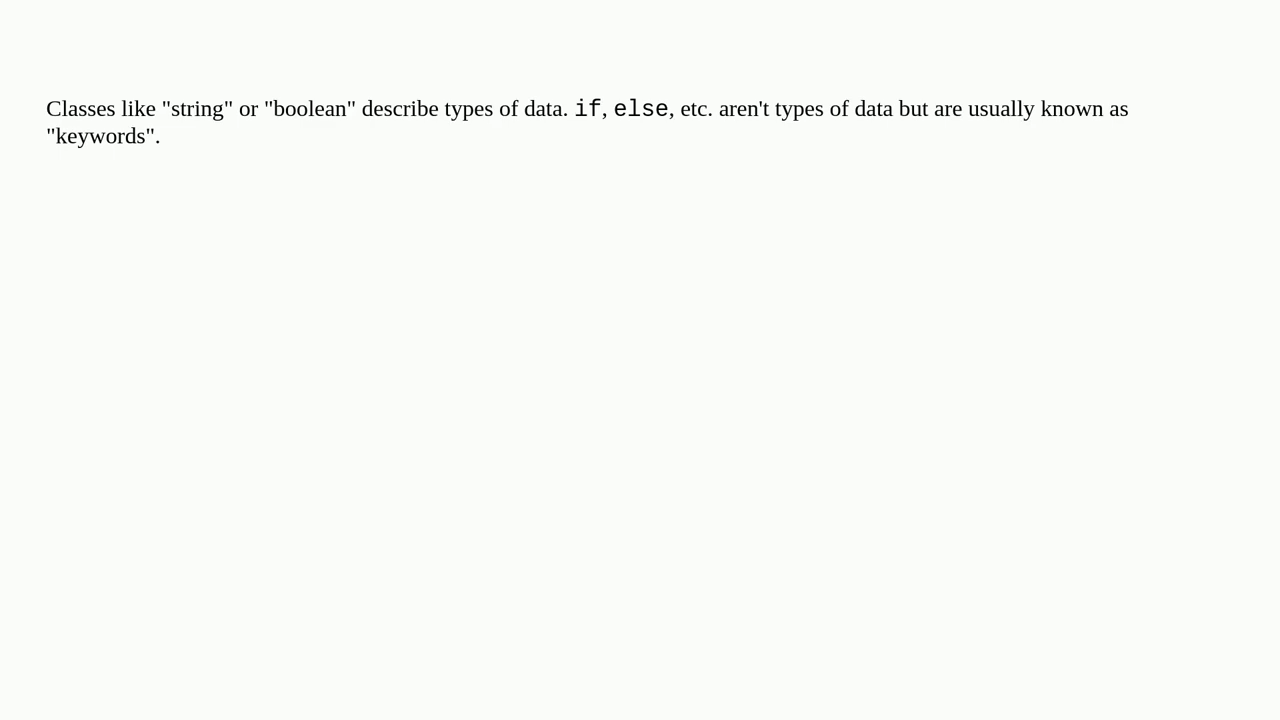 Classes like "string" or "boolean" describe types of data. if, else, etc. aren't types of data but are usually known as
"keywords".